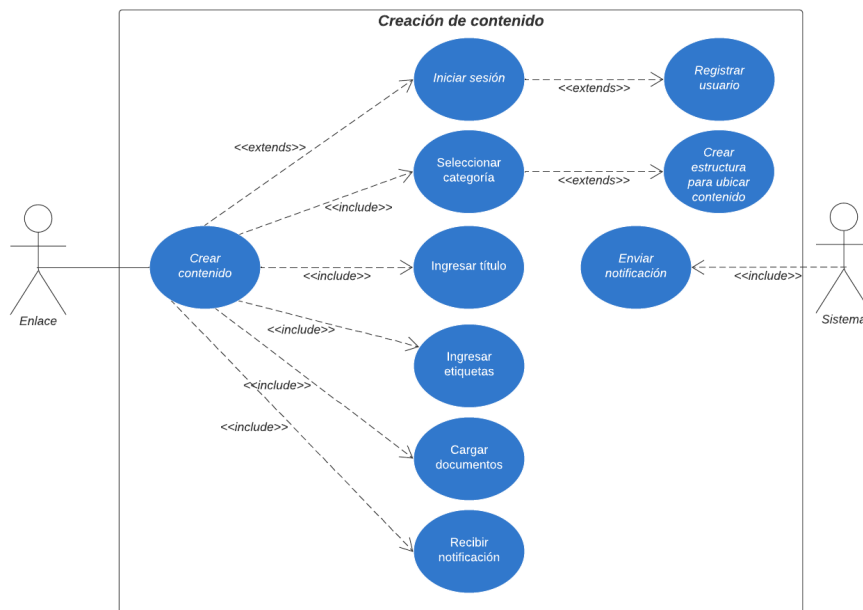 Creación de contenido
Iniciar sesión
<<extends>>
Registrar
usuario
<<extends>>
Seleccionar
categoría
<<extends>>
Crear
estructura
para ubicar
contenido
<<include>>
Crear
contenido
<<include>>
Ingresar título
Enviar
notificación
<<include>>
Enlace
Sistema
<<include>>
Ingresar
etiquetas
<<include>>
Cargar
documentos
<<include>>
Recibir
notificación